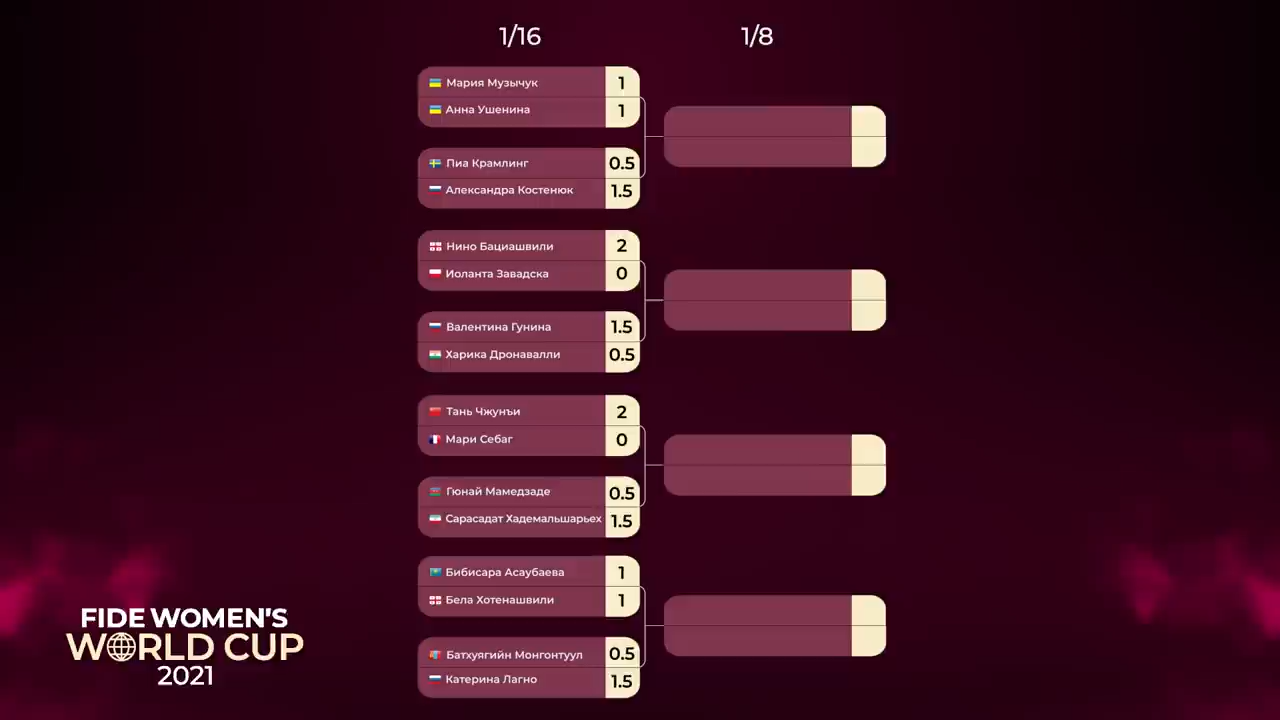 1/16
1/8
Мария Музычук 1
Анна Ушенина 1
Пиа Крамлинг 0.5
Александра Костенюк 1.5
Нино Бациашвили 2
Иоланта Завадска 0
Валентина Гунина 1.5
Харика Дронавалли 0.5
Тань Чжунъи 2
Мари Себаг 0
Гюнай Мамедзаде 0.5
Сарасадат Хадемальшарьех 1.5
Бибисара Асаубаева 1
Бела Хотенашвили 1
Батхуягийн Монгонтуул 0.5
Катерина Лагно 1.5
FIDE WOMEN'S
WORLD CUP
2021